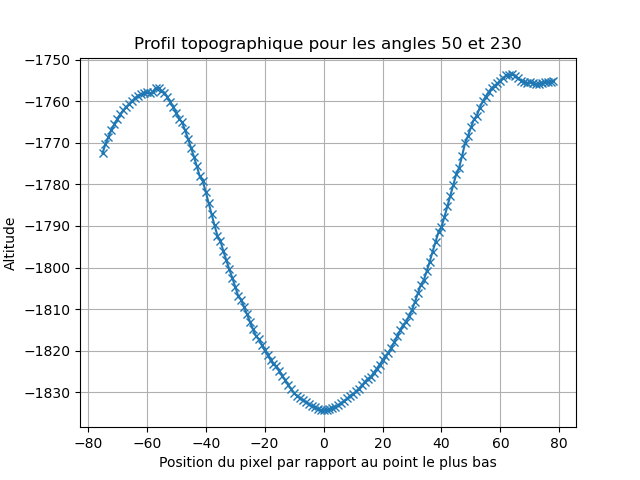 Profil topographique pour les angles 50 et 230
−1750
−1760
−1770
−1780
−1790
−1800
−1810
−1820
−1830
Altitude
−80 −60 −40 −20 0 20 40 60 80
Position du pixel par rapport au point le plus bas